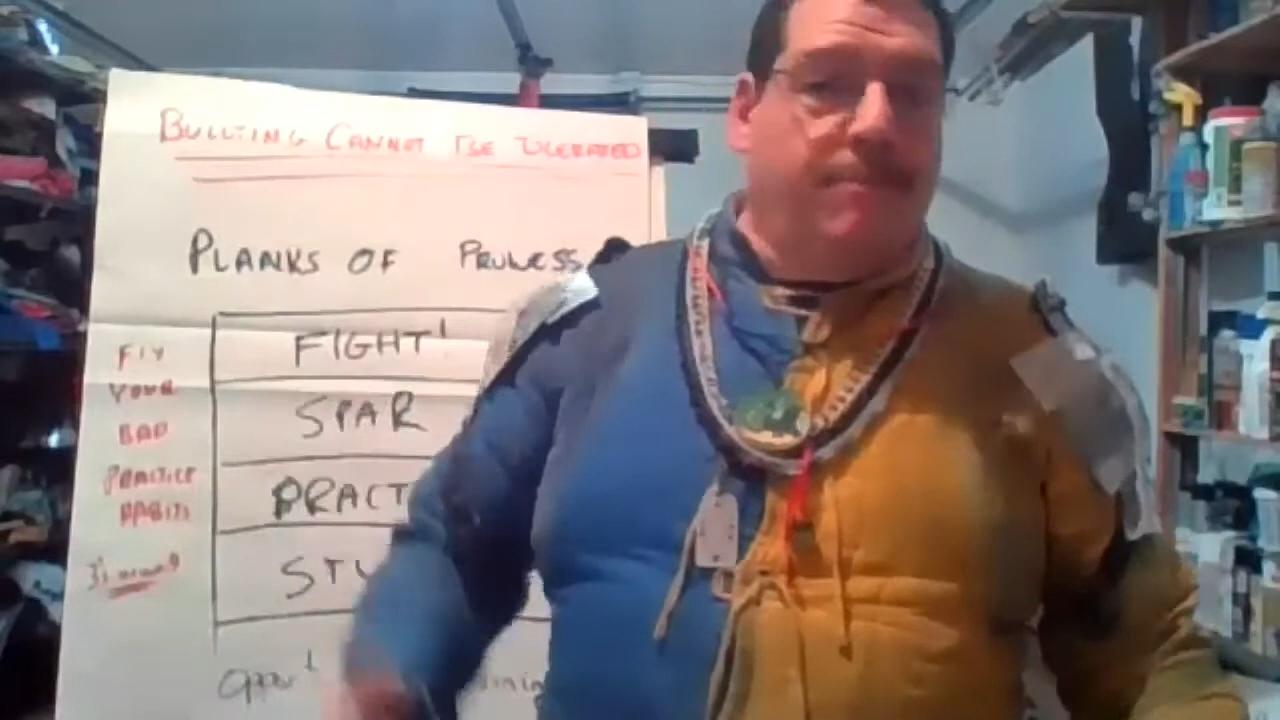 BULLYING CANNOT BE TOLERATED
PLANKS OF PROWESS
FIGHT
SPAR
PRACT
STU
FIX
YOUR
BAD
PRACTICE
HABITS